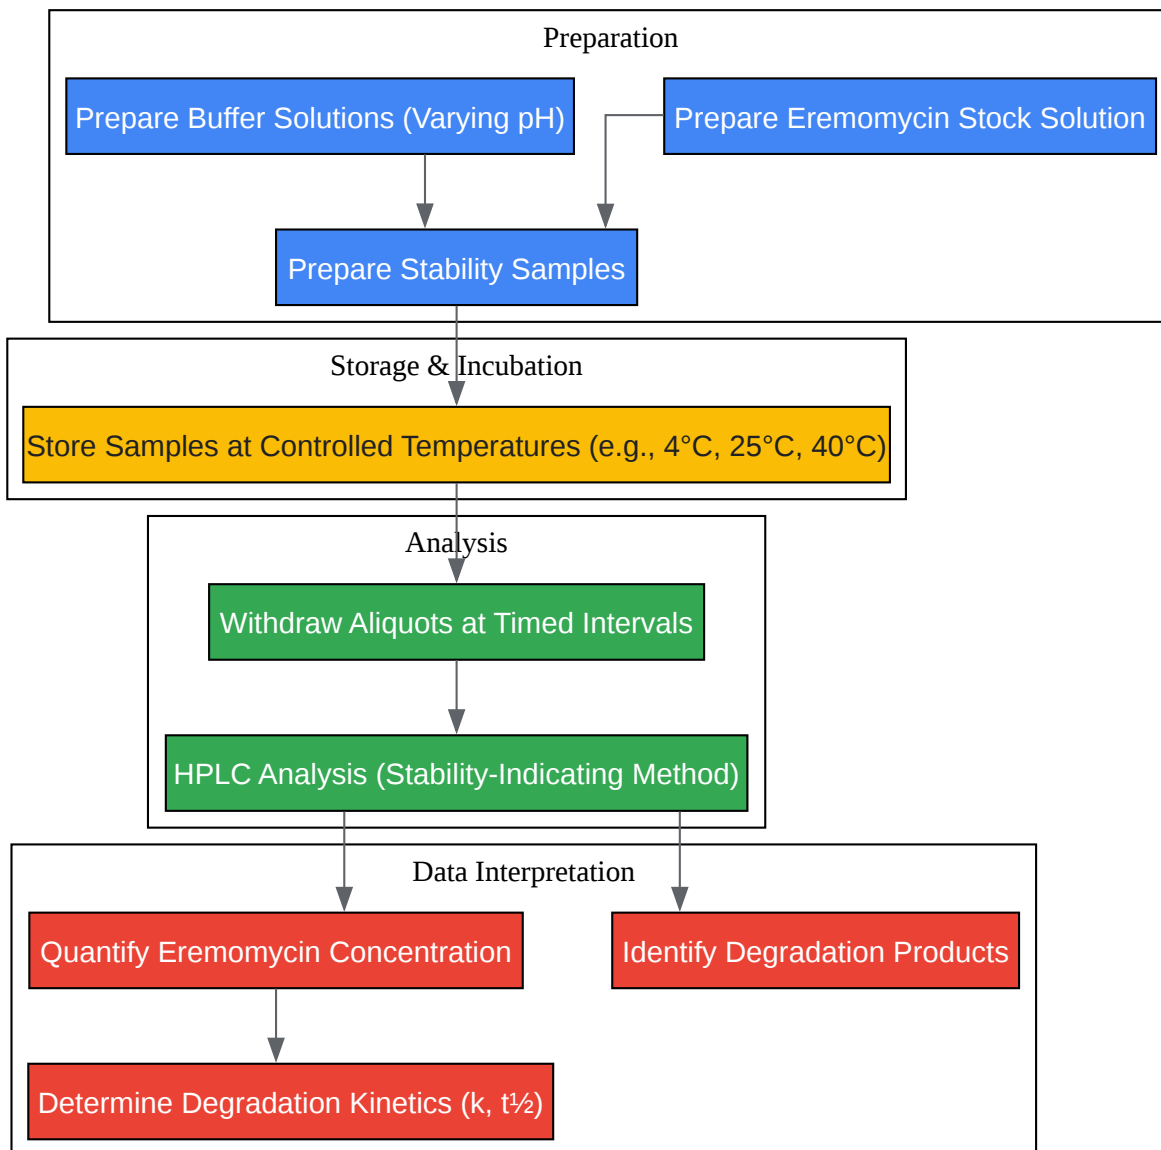 Preparation
Prepare Buffer Solutions (Varying pH)
Prepare Eremomycin Stock Solution
Prepare Stability Samples
Storage & Incubation
Store Samples at Controlled Temperatures (e.g., 4°C, 25°C, 40°C)
Analysis
Withdraw Aliquots at Timed Intervals
HPLC Analysis (Stability-Indicating Method)
Data Interpretation
Quantify Eremomycin Concentration
Identify Degradation Products
Determine Degradation Kinetics (k, t½)